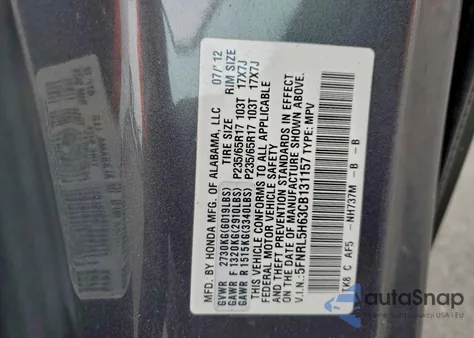 MFD. BY HONDA MFG. OF ALABAMA, LLC 07/'12
TIRE SIZE RIM SIZE
GVWR 2730KG(6019LBS)
GAWR F 1320KG(2910LBS) P235/65R17 103T 17X7J
GAWR R 1515KG(3340LBS) P235/65R17 103T 17X7J
THIS VEHICLE CONFORMS TO ALL APPLICABLE
FEDERAL MOTOR VEHICLE SAFETY
AND THEFT PREVENTION STANDARDS IN EFFECT
ON THE DATE OF MANUFACTURE SHOWN ABOVE.
V.I.N.:5FNRL5H63CB131157 TYPE: MPV
TK8 C AF5 -NH737M -B -B
AutoSnap